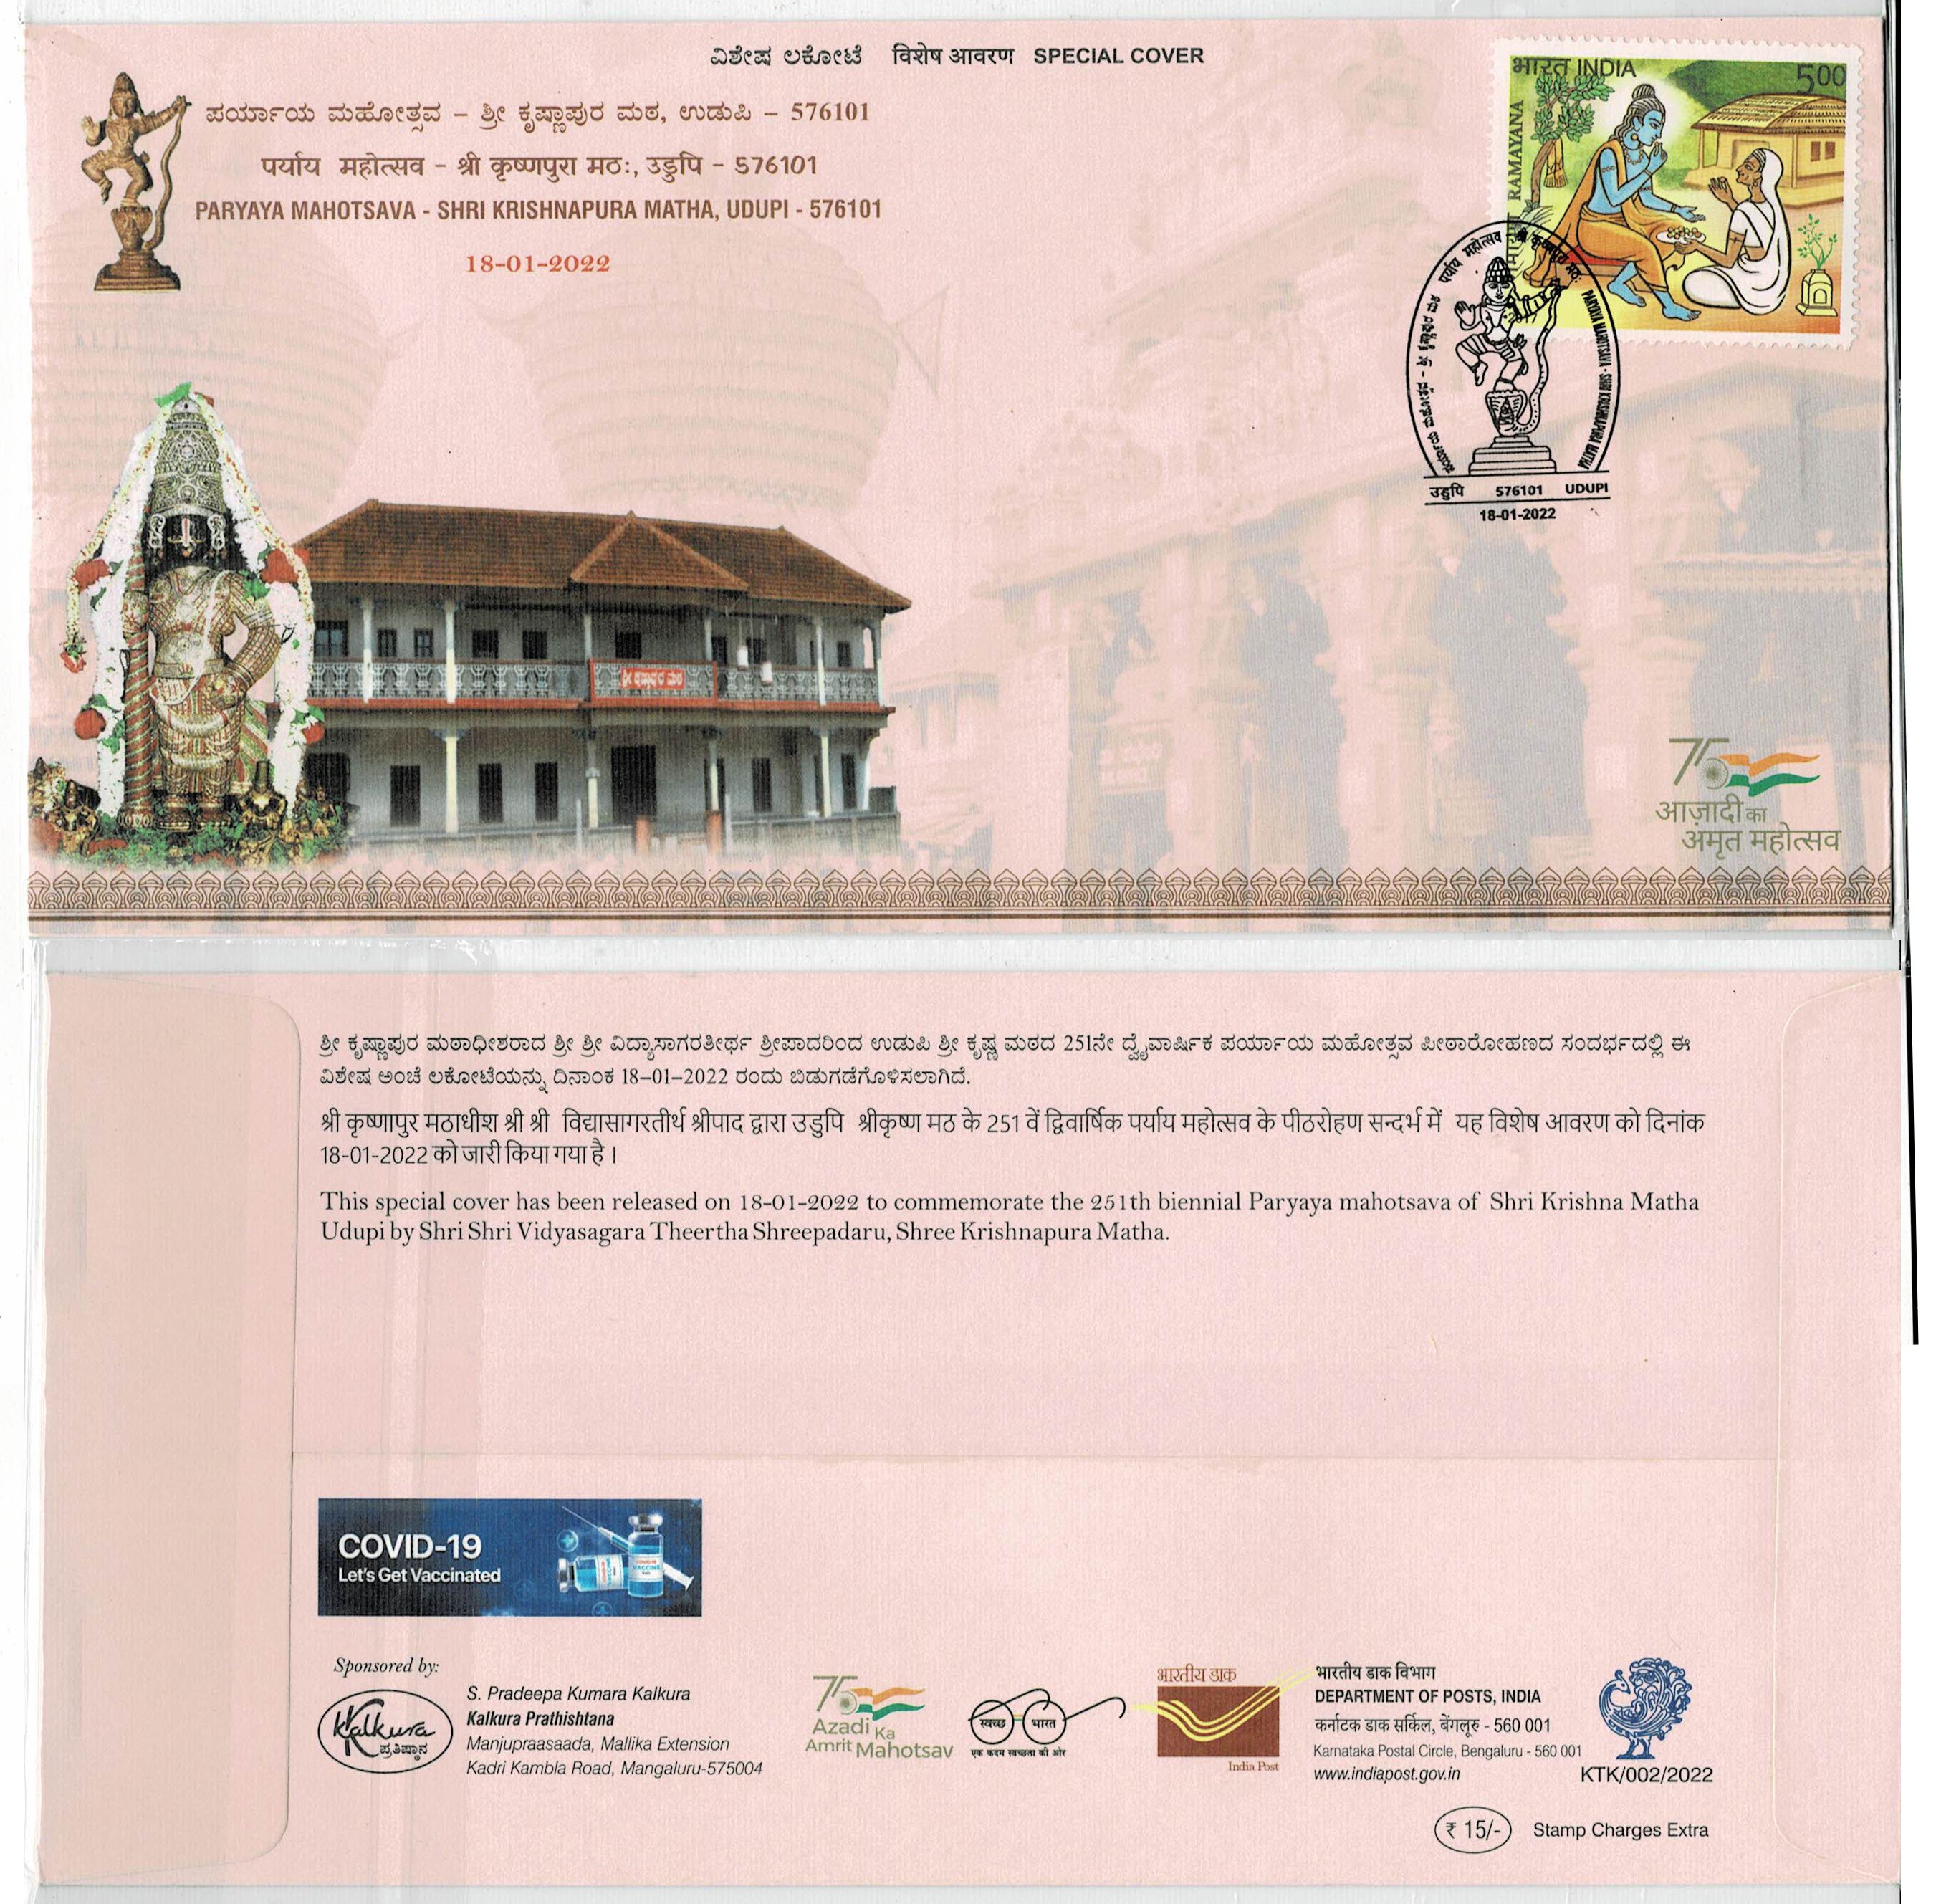 ವಿಶೇಷ ಲಕೋಟೆ विशेष आवरण SPECIAL COVER
ಪರ್ಯಾಯ ಮಹೋತ್ಸವ – ಶ್ರೀ ಕೃಷ್ಣಾಪುರ ಮಠ, ಉಡುಪಿ – 576101
पर्याय महोत्सव - श्री कृष्णपुरा मठः, उडुपि - 576101
PARYAYA MAHOTSAVA - SHRI KRISHNAPURA MATHA, UDUPI - 576101
18-01-2022
भारत INDIA
500
RAMAYANA
ಪರ್ಯಾಯ ಮಹೋತ್ಸವ - ಶ್ರೀ ಕೃಷ್ಣಾಪುರ ಮಠ
पर्याय महोत्सव - श्री कृष्णपुरा मठः
PARYAYA MAHOTSAVA - SHRI KRISHNAPURA MATHA
उडुपि 576101 UDUPI
18-01-2022
ಶ್ರೀ ಕೃಷ್ಣಾಪುರ ಮಠ
75
आज़ादी का
अमृत महोत्सव
ಶ್ರೀ ಕೃಷ್ಣಾಪುರ ಮಠಾಧೀಶರಾದ ಶ್ರೀ ಶ್ರೀ ವಿದ್ಯಾಸಾಗರತೀರ್ಥ ಶ್ರೀಪಾದರಿಂದ ಉಡುಪಿ ಶ್ರೀ ಕೃಷ್ಣ ಮಠದ 251ನೇ ದ್ವೈವಾರ್ಷಿಕ ಪರ್ಯಾಯ ಮಹೋತ್ಸವ ಪೀಠಾರೋಹಣದ ಸಂದರ್ಭದಲ್ಲಿ ಈ
ವಿಶೇಷ ಅಂಚೆ ಲಕೋಟೆಯನ್ನು ದಿನಾಂಕ 18–01–2022 ರಂದು ಬಿಡುಗಡೆಗೊಳಿಸಲಾಗಿದೆ.
श्री कृष्णापुर मठाधीश श्री श्री विद्यासागरतीर्थ श्रीपाद द्वारा उडुपि श्रीकृष्ण मठ के 251 वें द्विवार्षिक पर्याय महोत्सव के पीठरोहण सन्दर्भ में यह विशेष आवरण को दिनांक
18-01-2022 को जारी किया गया है ।
This special cover has been released on 18-01-2022 to commemorate the 251th biennial Paryaya mahotsava of Shri Krishna Matha
Udupi by Shri Shri Vidyasagara Theertha Shreepadaru, Shree Krishnapura Matha.
COVID-19
Let's Get Vaccinated
Sponsored by:
Kalkura
ಪ್ರತಿಷ್ಠಾನ
S. Pradeepa Kumara Kalkura
Kalkura Prathishtana
Manjupraasaada, Mallika Extension
Kadri Kambla Road, Mangaluru-575004
75
Azadi Ka
Amrit Mahotsav
स्वच्छ भारत
एक कदम स्वच्छता की ओर
भारतीय डाक
India Post
भारतीय डाक विभाग
DEPARTMENT OF POSTS, INDIA
कर्नाटक डाक सर्किल, बेंगलूरु - 560 001
Karnataka Postal Circle, Bengaluru - 560 001
www.indiapost.gov.in
KTK/002/2022
₹ 15/- Stamp Charges Extra